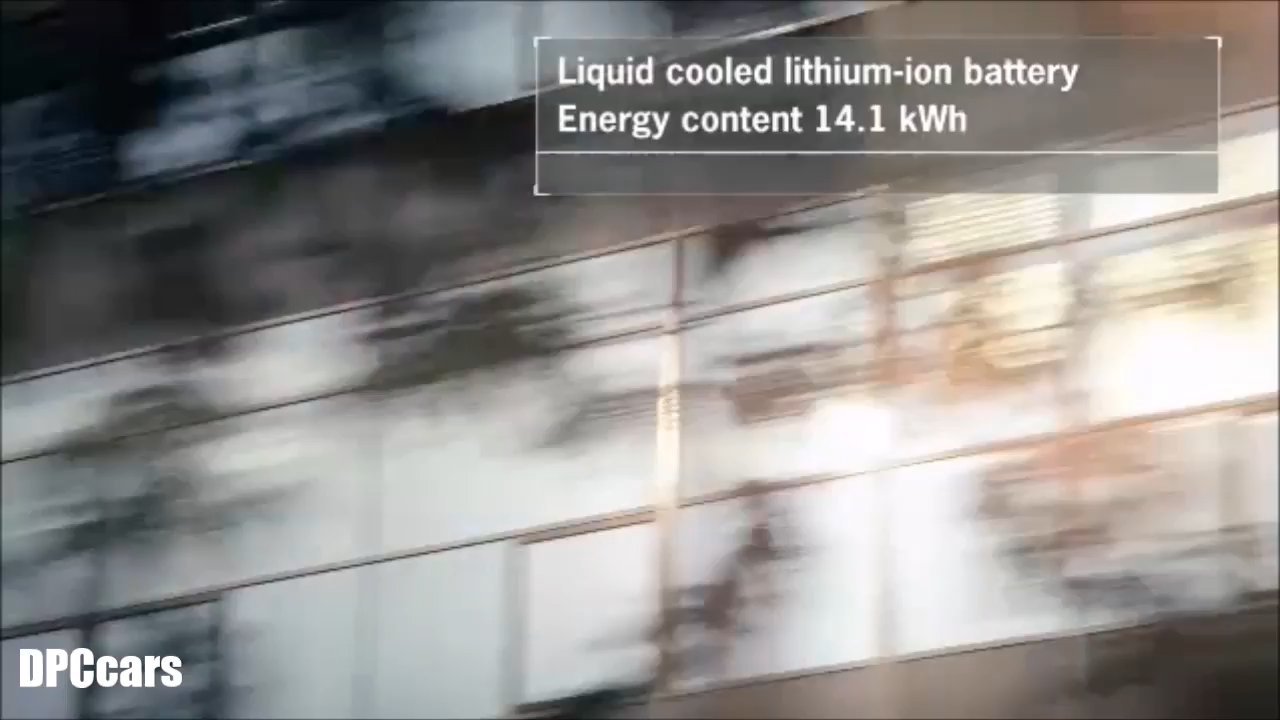 Liquid cooled lithium-ion battery
Energy content 14.1 kWh
DPCcars